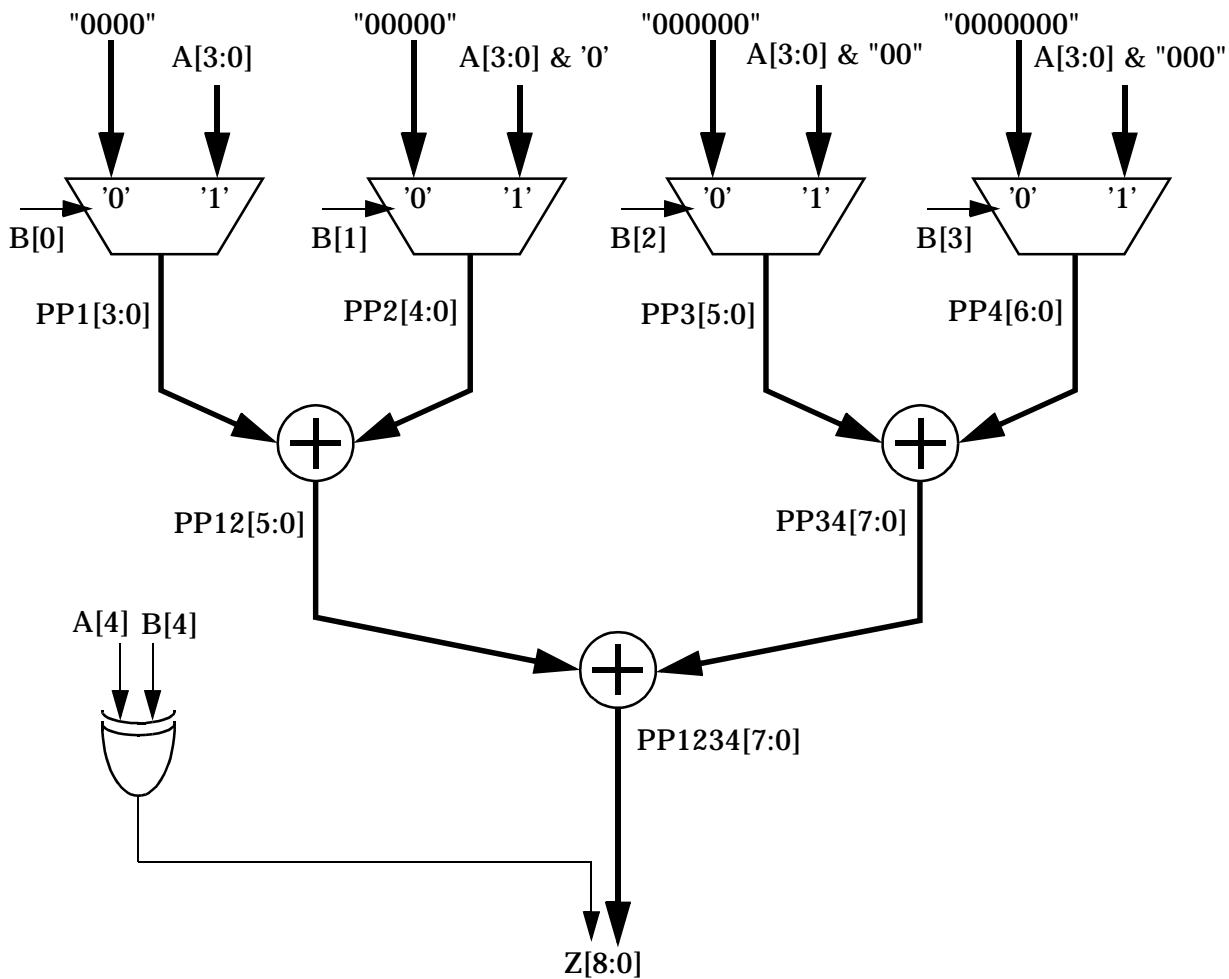 "0000" "00000" "000000" "0000000"
A[3:0] A[3:0] & '0' A[3:0] & "00" A[3:0] & "000"
'0' '1' '0' '1' '0' '1' '0' '1'
B[0] B[1] B[2] B[3]
PP1[3:0] PP2[4:0] PP3[5:0] PP4[6:0]
PP12[5:0] PP34[7:0]
A[4] B[4]
PP1234[7:0]
Z[8:0]